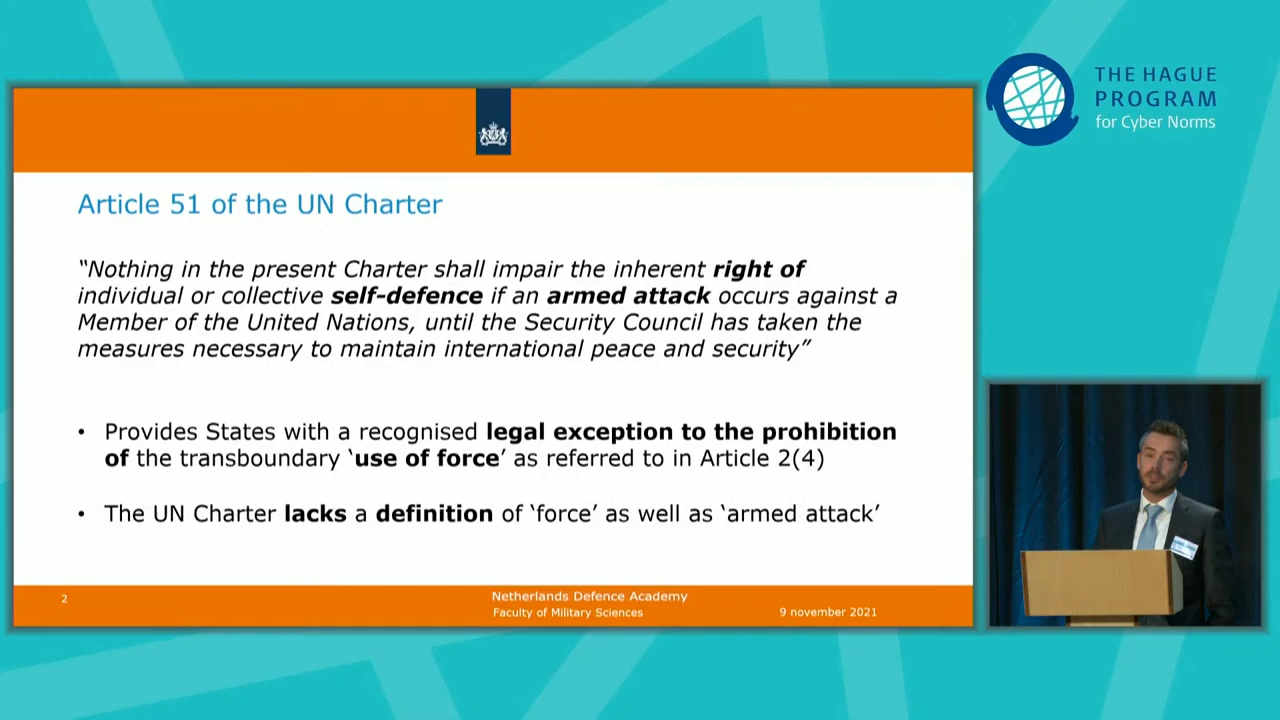 THE HAGUE
PROGRAM
for Cyber Norms
Article 51 of the UN Charter
“Nothing in the present Charter shall impair the inherent right of
individual or collective self-defence if an armed attack occurs against a
Member of the United Nations, until the Security Council has taken the
measures necessary to maintain international peace and security”
• Provides States with a recognised legal exception to the prohibition
of the transboundary ‘use of force’ as referred to in Article 2(4)
• The UN Charter lacks a definition of ‘force’ as well as ‘armed attack’
2
Netherlands Defence Academy
Faculty of Military Sciences
9 november 2021